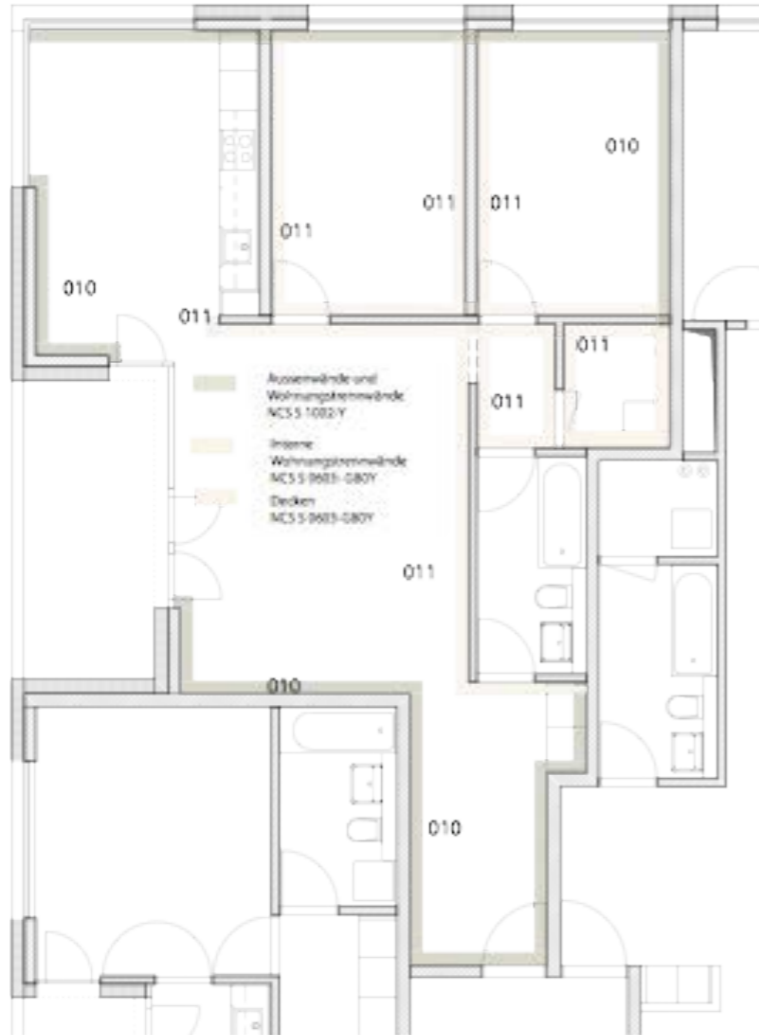 010
011
011
011
010
011
011
011
Aussenwände und
Wohnungstrennwände
NCS S 1002-Y
Interne
Wohnungstrennwände
NCS S 0603-G80Y
Decken
NCS S 0603-G80Y
011
010
010